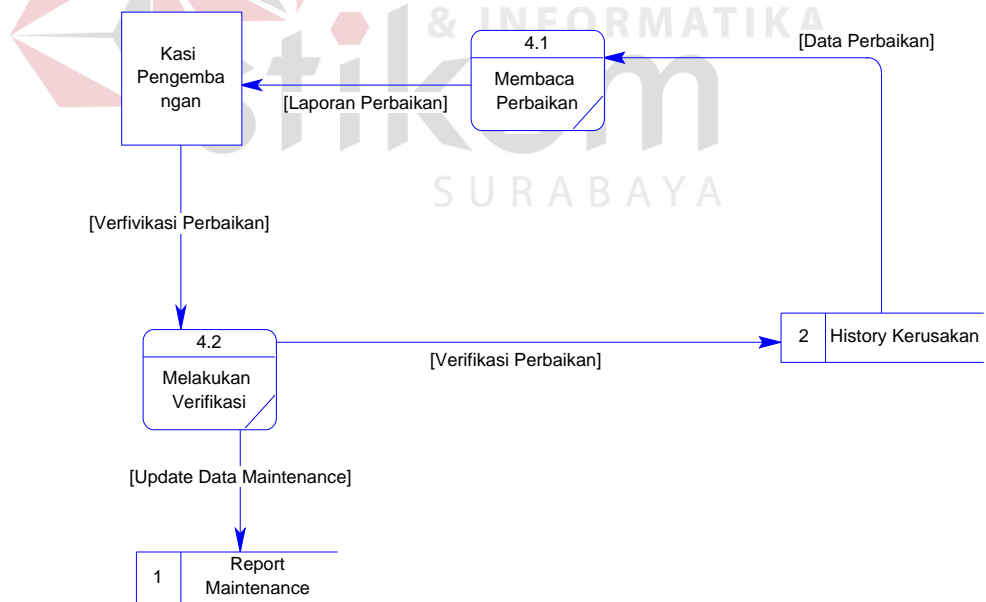 & INFORMATIKA
stikom
SURABAYA
Kasi
Pengemba
ngan
4.1
Membaca
Perbaikan
[Data Perbaikan]
[Laporan Perbaikan]
[Verfivikasi Perbaikan]
4.2
Melakukan
Verifikasi
[Verifikasi Perbaikan]
2
History Kerusakan
[Update Data Maintenance]
1
Report
Maintenance